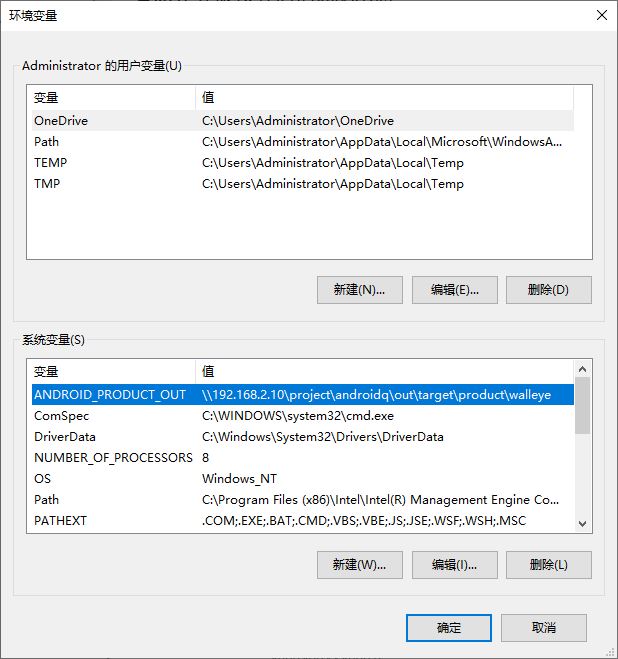 环境变量
Administrator 的用户变量(U)
变量 值
OneDrive C:\Users\Administrator\OneDrive
Path C:\Users\Administrator\AppData\Local\Microsoft\WindowsA...
TEMP C:\Users\Administrator\AppData\Local\Temp
TMP C:\Users\Administrator\AppData\Local\Temp
新建(N)... 编辑(E)... 删除(D)
系统变量(S)
变量 值
ANDROID_PRODUCT_OUT \\192.168.2.10\project\androidq\out\target\product\walleye
ComSpec C:\WINDOWS\system32\cmd.exe
DriverData C:\Windows\System32\Drivers\DriverData
NUMBER_OF_PROCESSORS 8
OS Windows_NT
Path C:\Program Files (x86)\Intel\Intel(R) Management Engine Co...
PATHEXT .COM;.EXE;.BAT;.CMD;.VBS;.VBE;.JS;.JSE;.WSF;.WSH;.MSC
新建(W)... 编辑(I)... 删除(L)
确定 取消